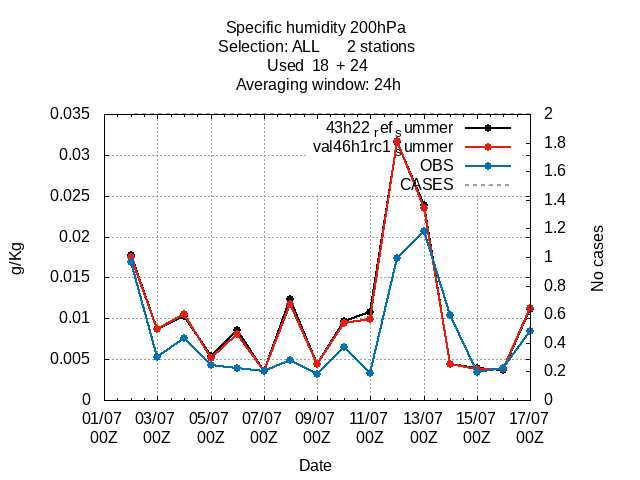 Specific humidity 200hPa
Selection: ALL 2 stations
Used 18 + 24
Averaging window: 24h
0.035
0.03
0.025
0.02
0.015
0.01
0.005
0
2
1.8
1.6
1.4
1.2
1
0.8
0.6
0.4
0.2
0
43h22_ref_summer
val46h1rc1_summer
OBS
CASES
g/Kg
No cases
01/07 03/07 05/07 07/07 09/07 11/07 13/07 15/07 17/07
00Z 00Z 00Z 00Z 00Z 00Z 00Z 00Z 00Z
Date